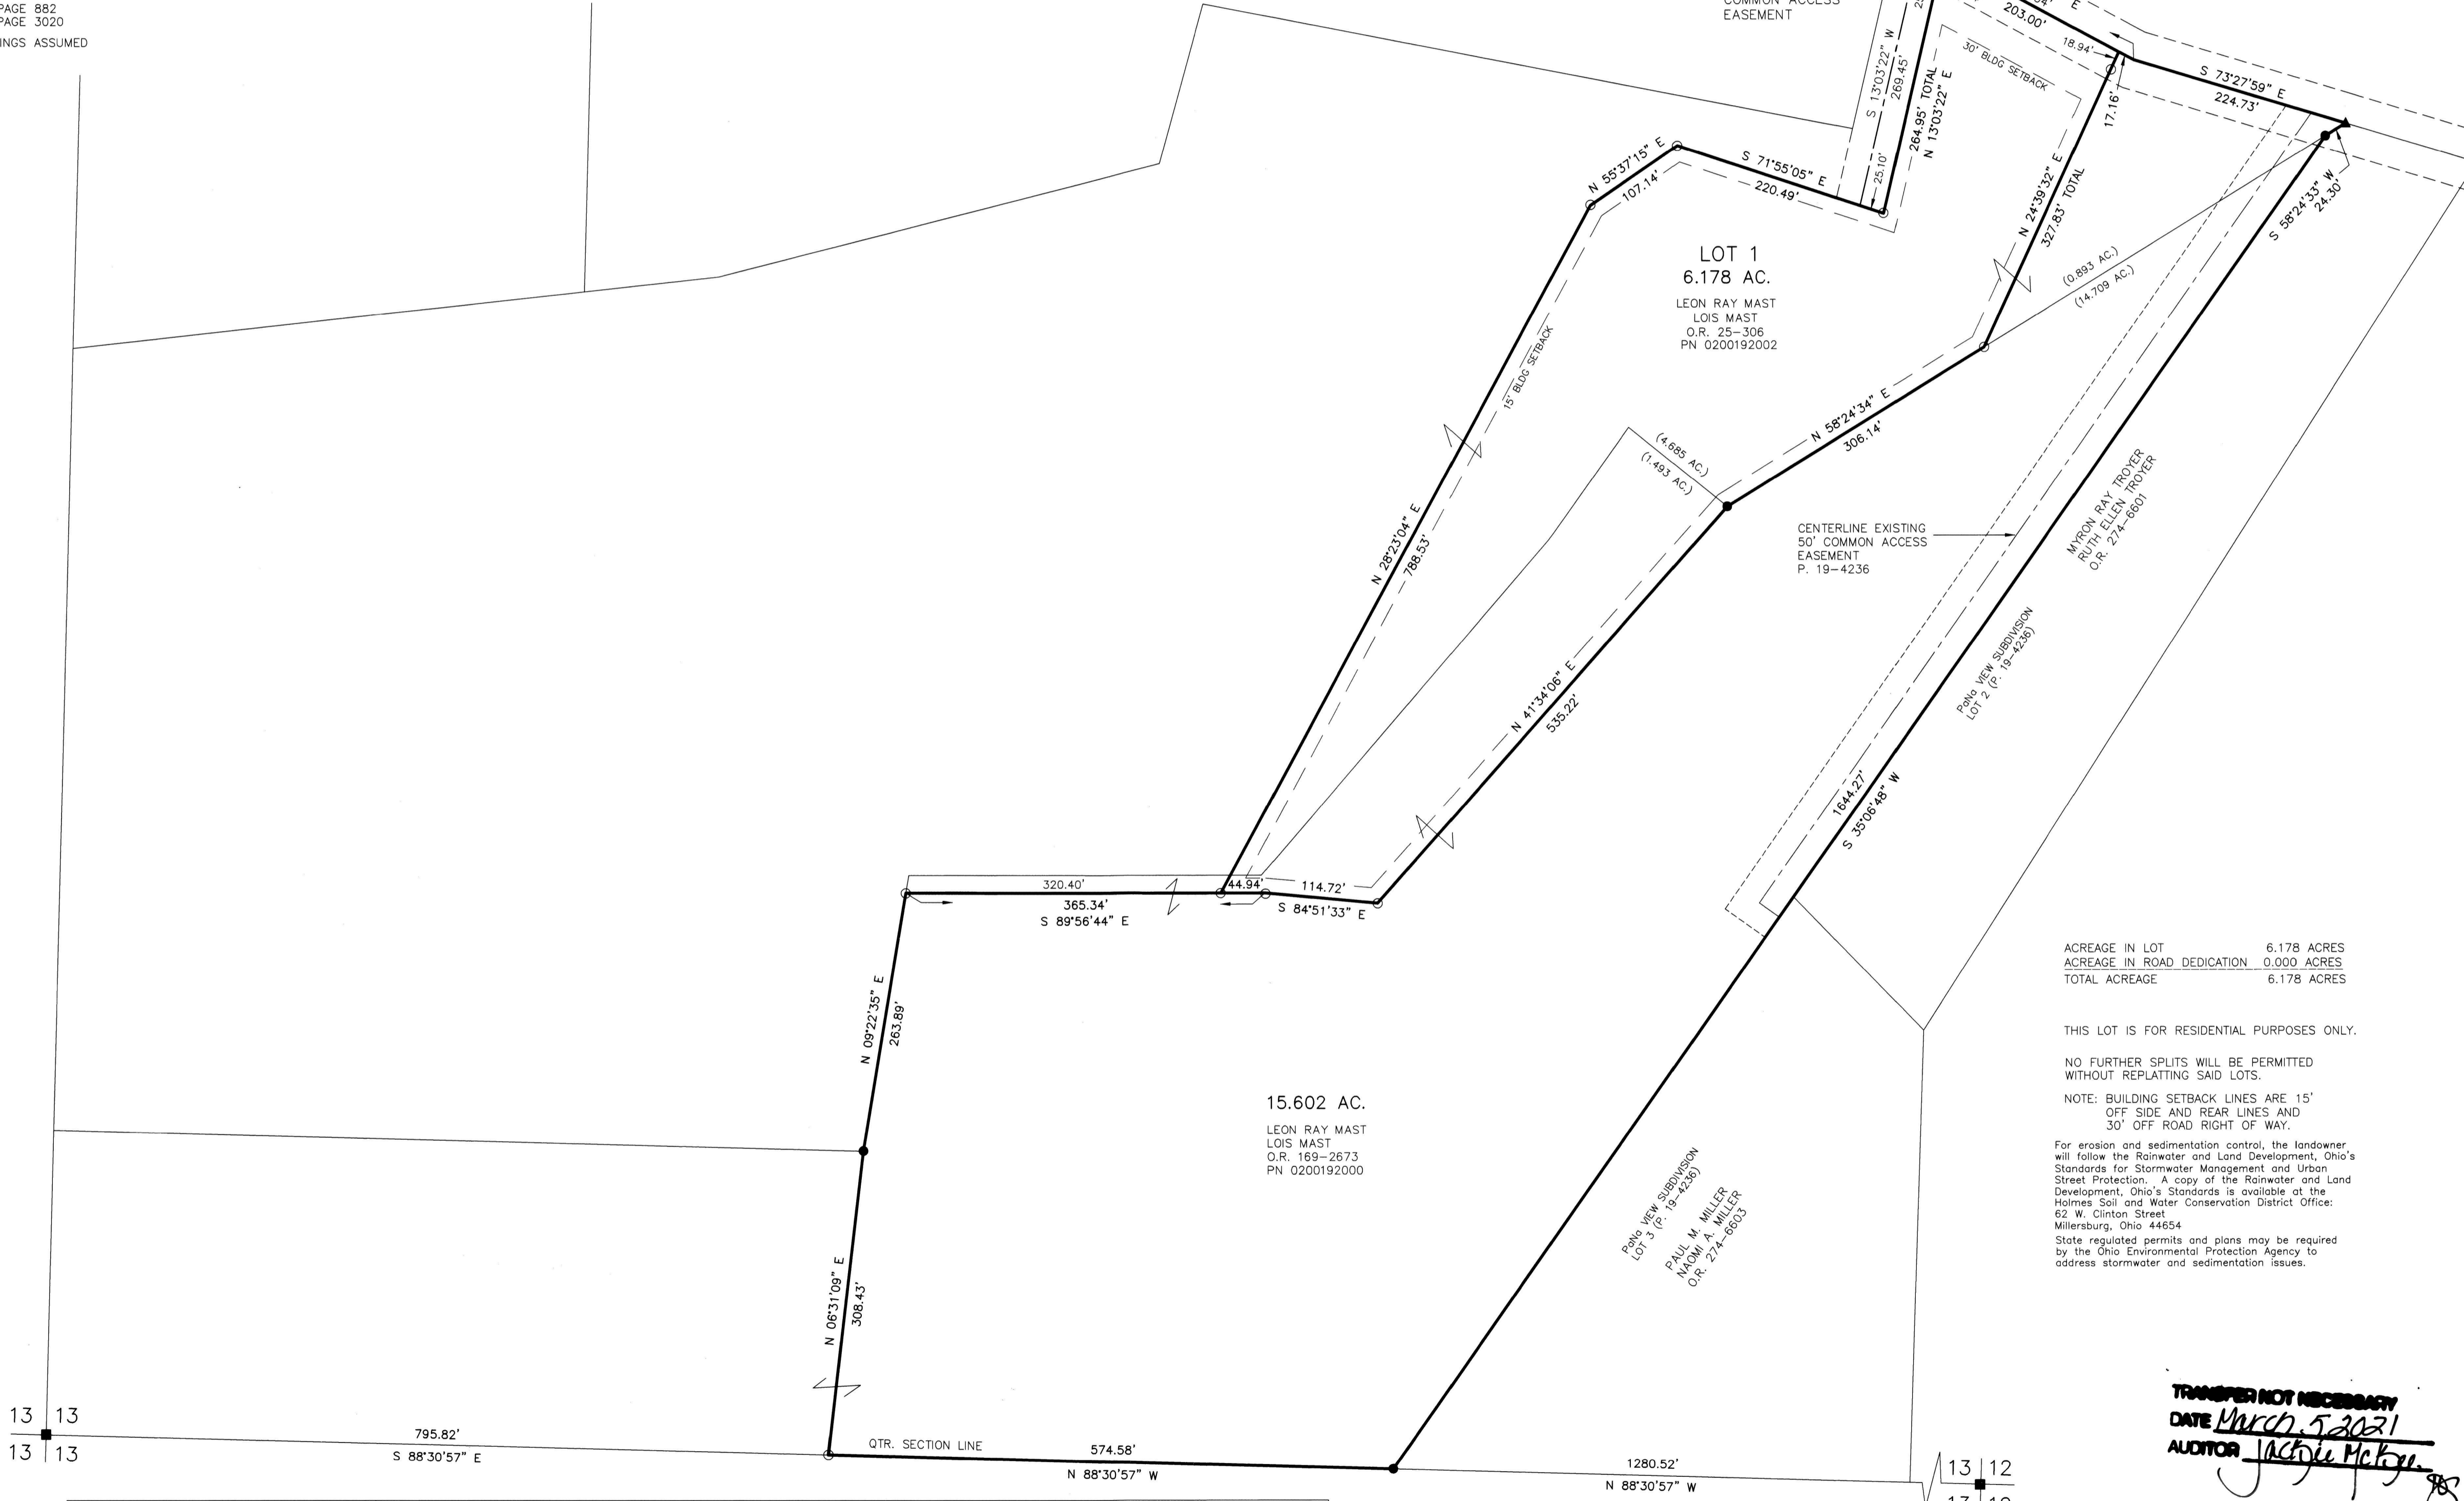 PAGE 882
PAGE 3020
INGS ASSUMED
COMMON ACCESS
EASEMENT
S 13°03'22" W
269.45'
264.95' TOTAL
N 13°03'22" E
25.10'
E
203.00'
18.94'
30' BLDG SETBACK
17.16'
S 73°27'59" E
224.73'
N 24°39'32" E
327.83' TOTAL
S 58°24'33" W
24.30'
N 55°37'15" E
107.14'
S 71°55'05" E
220.49'
LOT 1
6.178 AC.
LEON RAY MAST
LOIS MAST
O.R. 25-306
PN 0200192002
(0.893 AC.)
(14.709 AC.)
15' BLDG SETBACK
N 58°24'34" E
306.14'
(4.685 AC.)
(1.493 AC.)
N 28°23'04" E
788.53'
CENTERLINE EXISTING
50' COMMON ACCESS
EASEMENT
P. 19-4236
MYRON RAY TROYER
RUTH ELLEN TROYER
O.R. 274-6601
PaNa VIEW SUBDIVISION
LOT 2 (P. 19-4236)
N 41°34'06" E
535.22'
1644.27'
S 35°06'48" W
320.40'
44.94'
114.72'
365.34'
S 89°56'44" E
S 84°51'33" E
N 09°22'35" E
263.89'
ACREAGE IN LOT 6.178 ACRES
ACREAGE IN ROAD DEDICATION 0.000 ACRES
TOTAL ACREAGE 6.178 ACRES
THIS LOT IS FOR RESIDENTIAL PURPOSES ONLY.
NO FURTHER SPLITS WILL BE PERMITTED
WITHOUT REPLATTING SAID LOTS.
NOTE: BUILDING SETBACK LINES ARE 15'
OFF SIDE AND REAR LINES AND
30' OFF ROAD RIGHT OF WAY.
For erosion and sedimentation control, the landowner
will follow the Rainwater and Land Development, Ohio's
Standards for Stormwater Management and Urban
Street Protection. A copy of the Rainwater and Land
Development, Ohio's Standards is available at the
Holmes Soil and Water Conservation District Office:
62 W. Clinton Street
Millersburg, Ohio 44654
State regulated permits and plans may be required
by the Ohio Environmental Protection Agency to
address stormwater and sedimentation issues.
15.602 AC.
LEON RAY MAST
LOIS MAST
O.R. 169-2673
PN 0200192000
PaNa VIEW SUBDIVISION
LOT 3 (P. 19-4236)
PAUL M. MILLER
NAOMI A. MILLER
O.R. 274-6603
N 06°31'09" E
308.43'
13 13
13 13
795.82'
S 88°30'57" E
QTR. SECTION LINE
574.58'
N 88°30'57" W
1280.52'
N 88°30'57" W
13 12
TRANSFER NOT NECESSARY
DATE March 5, 2021
AUDITOR Jackie McKee